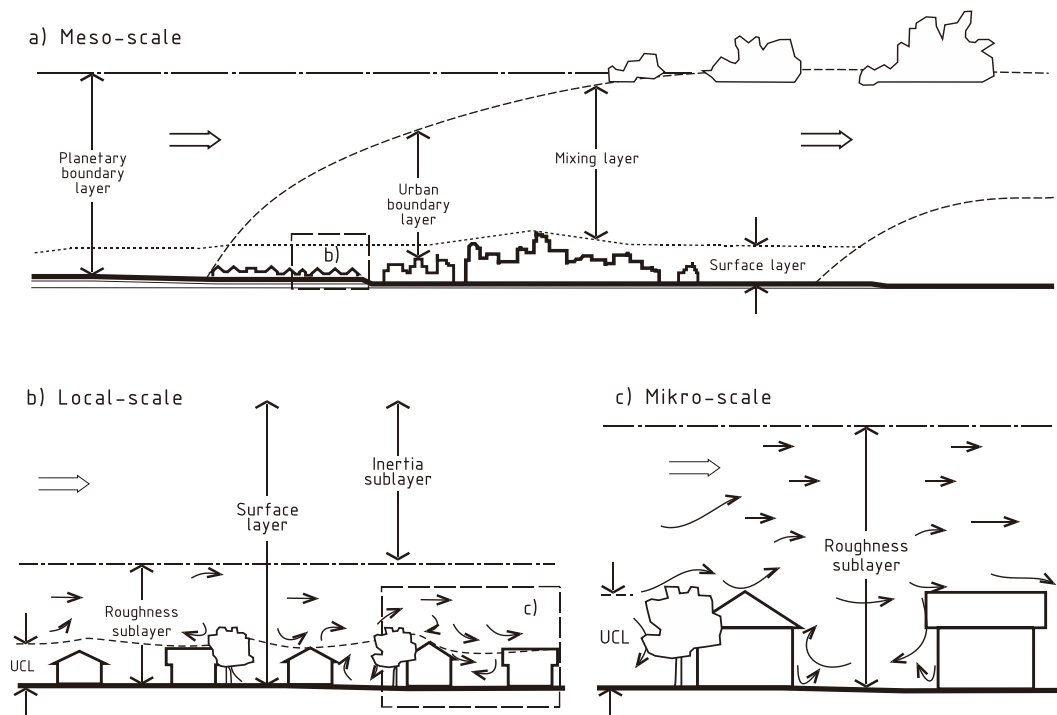 a) Meso-scale
Planetary
boundary
layer
Urban
boundary
layer
Mixing layer
b)
Surface layer
b) Local-scale
Inertia
sublayer
Surface
layer
Roughness
sublayer
c)
UCL
c) Mikro-scale
Roughness
sublayer
UCL